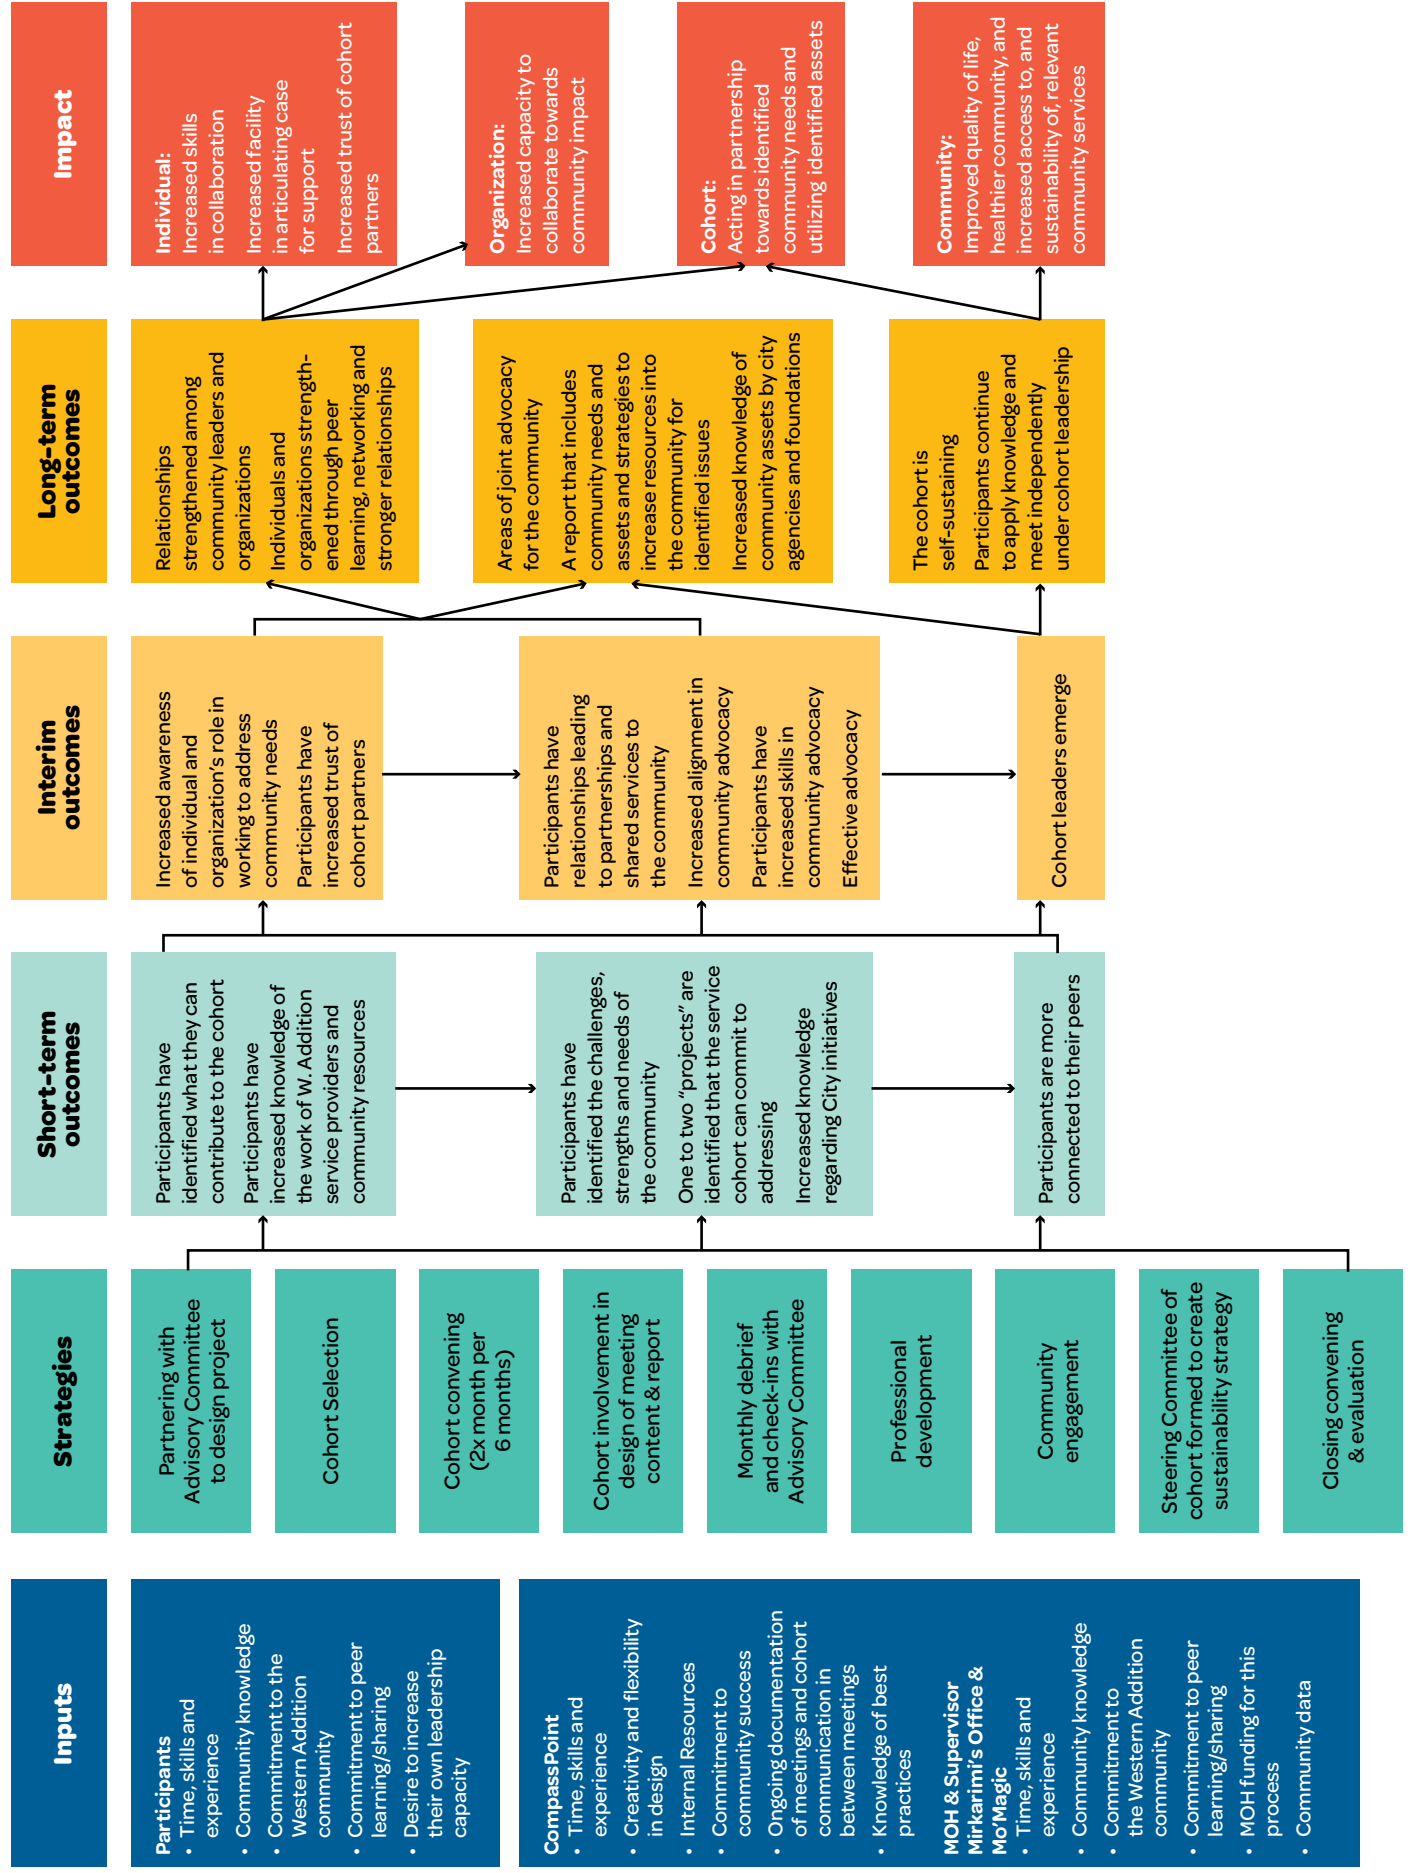 Inputs
Participants
• Time, skills and
experience
• Community knowledge
• Commitment to the
Western Addition
community
• Commitment to peer
learning/sharing
• Desire to increase
their own leadership
capacity
CompassPoint
• Time, skills and
experience
• Creativity and flexibility
in design
• Internal Resources
• Commitment to
community success
• Ongoing documentation
of meetings and cohort
communication in
between meetings
• Knowledge of best
practices
MOH & Supervisor
Mirkarimi's Office &
Mo'Magic
• Time, skills and
experience
• Community knowledge
• Commitment to
the Western Addition
community
• Commitment to peer
learning/sharing
• MOH funding for this
process
• Community data
Strategies
Partnering with
Advisory Committee
to design project
Cohort Selection
Cohort convening
(2x month per
6 months)
Cohort involvement in
design of meeting
content & report
Monthly debrief
and check-ins with
Advisory Committee
Professional
development
Community
engagement
Steering Committee of
cohort formed to create
sustainability strategy
Closing convening
& evaluation
Short-term
outcomes
Participants have
identified what they can
contribute to the cohort
Participants have
increased knowledge of
the work of W. Addition
service providers and
community resources
Participants have
identified the challenges,
strengths and needs of
the community
One to two “projects” are
identified that the service
cohort can commit to
addressing
Increased knowledge
regarding City initiatives
Participants are more
connected to their peers
Interim
outcomes
Increased awareness
of individual and
organization's role in
working to address
community needs
Participants have
increased trust of
cohort partners
Participants have
relationships leading
to partnerships and
shared services to
the community
Increased alignment in
community advocacy
Participants have
increased skills in
community advocacy
Effective advocacy
Cohort leaders emerge
Long-term
outcomes
Relationships
strengthened among
community leaders and
organizations
Individuals and
organizations strength-
ened through peer
learning, networking and
stronger relationships
Areas of joint advocacy
for the community
A report that includes
community needs and
assets and strategies to
increase resources into
the community for
identified issues
Increased knowledge of
community assets by city
agencies and foundations
The cohort is
self-sustaining
Participants continue
to apply knowledge and
meet independently
under cohort leadership
Impact
Individual:
Increased skills
in collaboration
Increased facility
in articulating case
for support
Increased trust of cohort
partners
Organization:
Increased capacity to
collaborate towards
community impact
Cohort:
Acting in partnership
towards identified
community needs and
utilizing identified assets
Community:
Improved quality of life,
healthier community, and
increased access to, and
sustainability of, relevant
community services